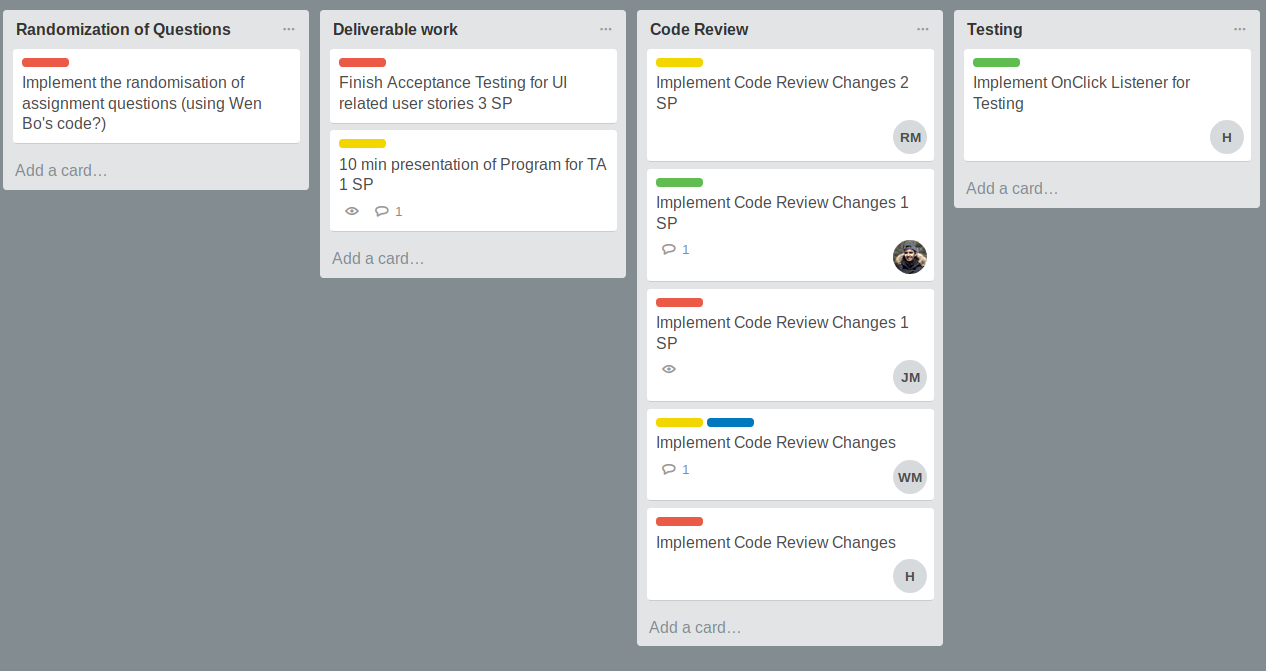 Randomization of Questions
Implement the randomisation of
assignment questions (using Wen
Bo's code?)
Add a card…
Deliverable work
Finish Acceptance Testing for UI
related user stories 3 SP
10 min presentation of Program for TA
1 SP
1
Add a card…
Code Review
Implement Code Review Changes 2
SP
RM
Implement Code Review Changes 1
SP
1
Implement Code Review Changes 1
SP
JM
Implement Code Review Changes
1
WM
Implement Code Review Changes
H
Add a card…
Testing
Implement OnClick Listener for
Testing
H
Add a card…